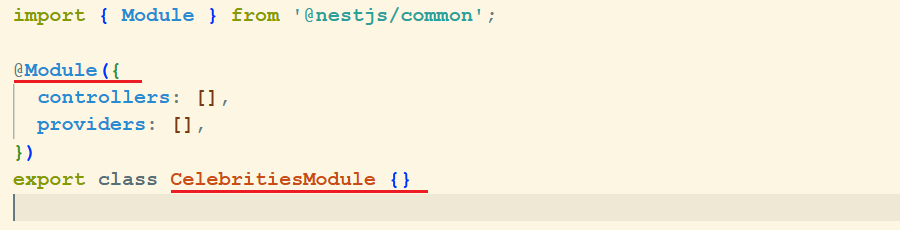 import { Module } from '@nestjs/common';
@Module({
controllers: [],
providers: [],
})
export class CelebritiesModule {}